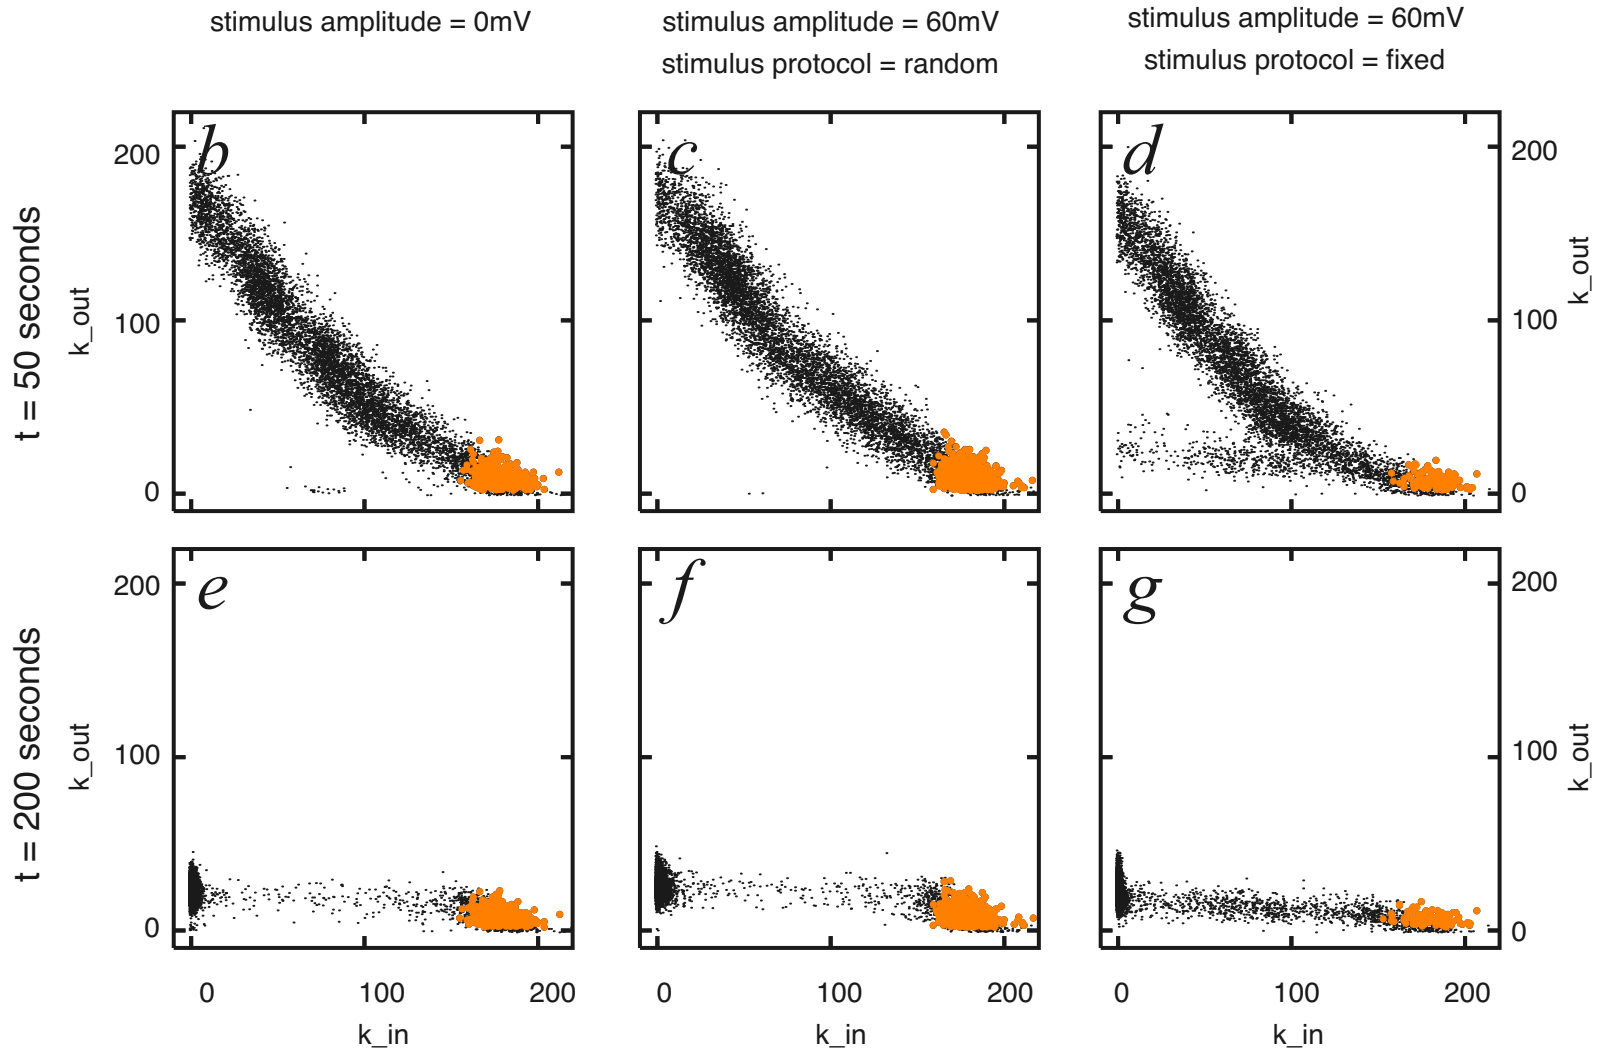 stimulus amplitude = 0mV
stimulus amplitude = 60mV
stimulus protocol = random
stimulus amplitude = 60mV
stimulus protocol = fixed
t = 50 seconds
k_out
200
100
0
b
c
d
200
100
0
k_out
t = 200 seconds
k_out
200
100
0
e
f
g
200
100
0
k_out
0 100 200
k_in
0 100 200
k_in
0 100 200
k_in